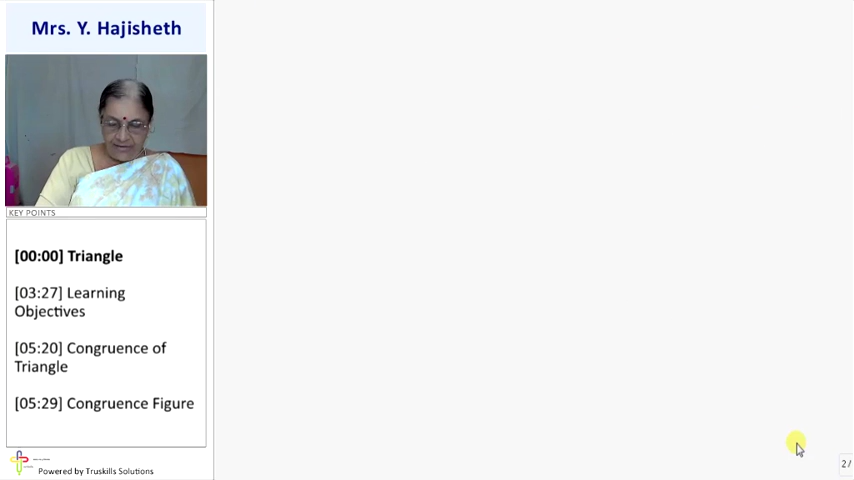 Mrs. Y. Hajisheth
KEY POINTS
[00:00] Triangle
[03:27] Learning
Objectives
[05:20] Congruence of
Triangle
[05:29] Congruence Figure
Powered by Truskills Solutions
2/